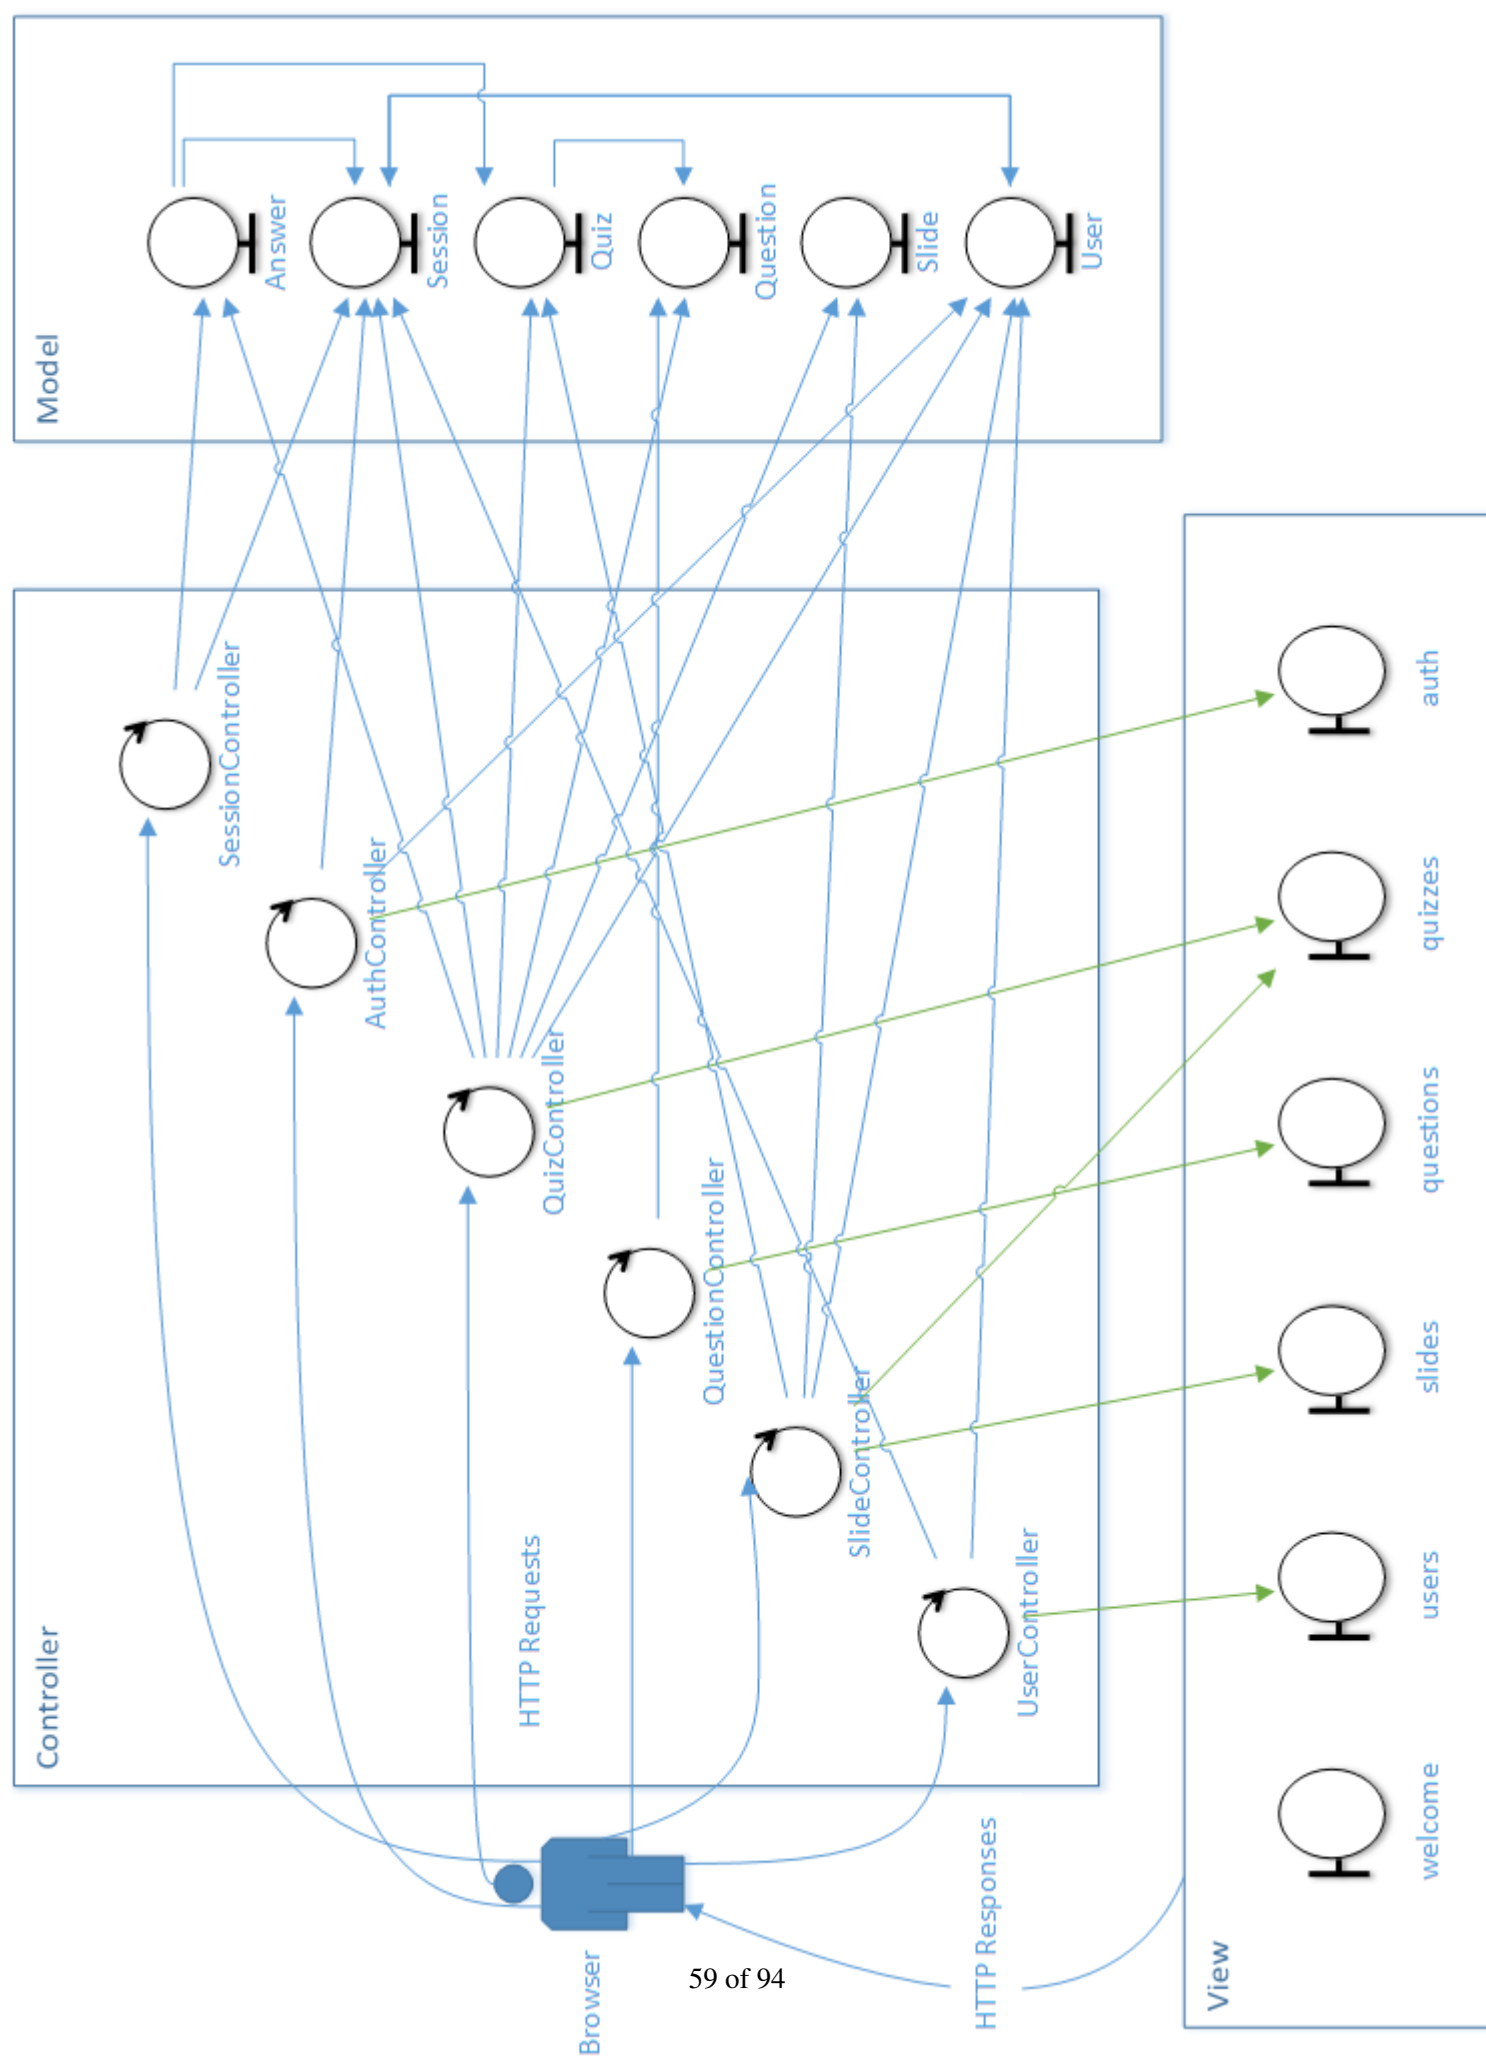 Model
Answer
Session
Quiz
Question
Slide
User
Controller
SessionController
AuthController
QuizController
QuestionController
SlideController
UserController
HTTP Requests
Browser
HTTP Responses
View
welcome
users
slides
questions
quizzes
auth
59 of 94